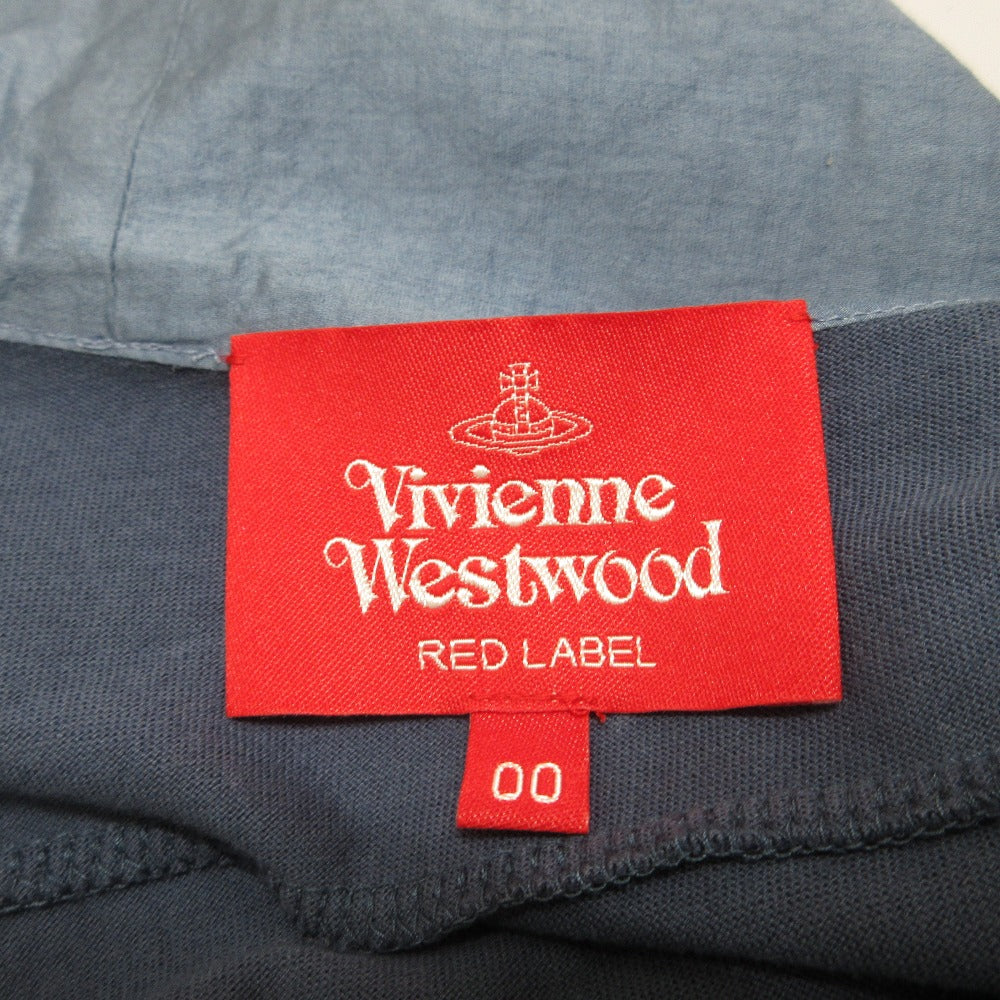 Vivienne
Westwood
RED LABEL
00